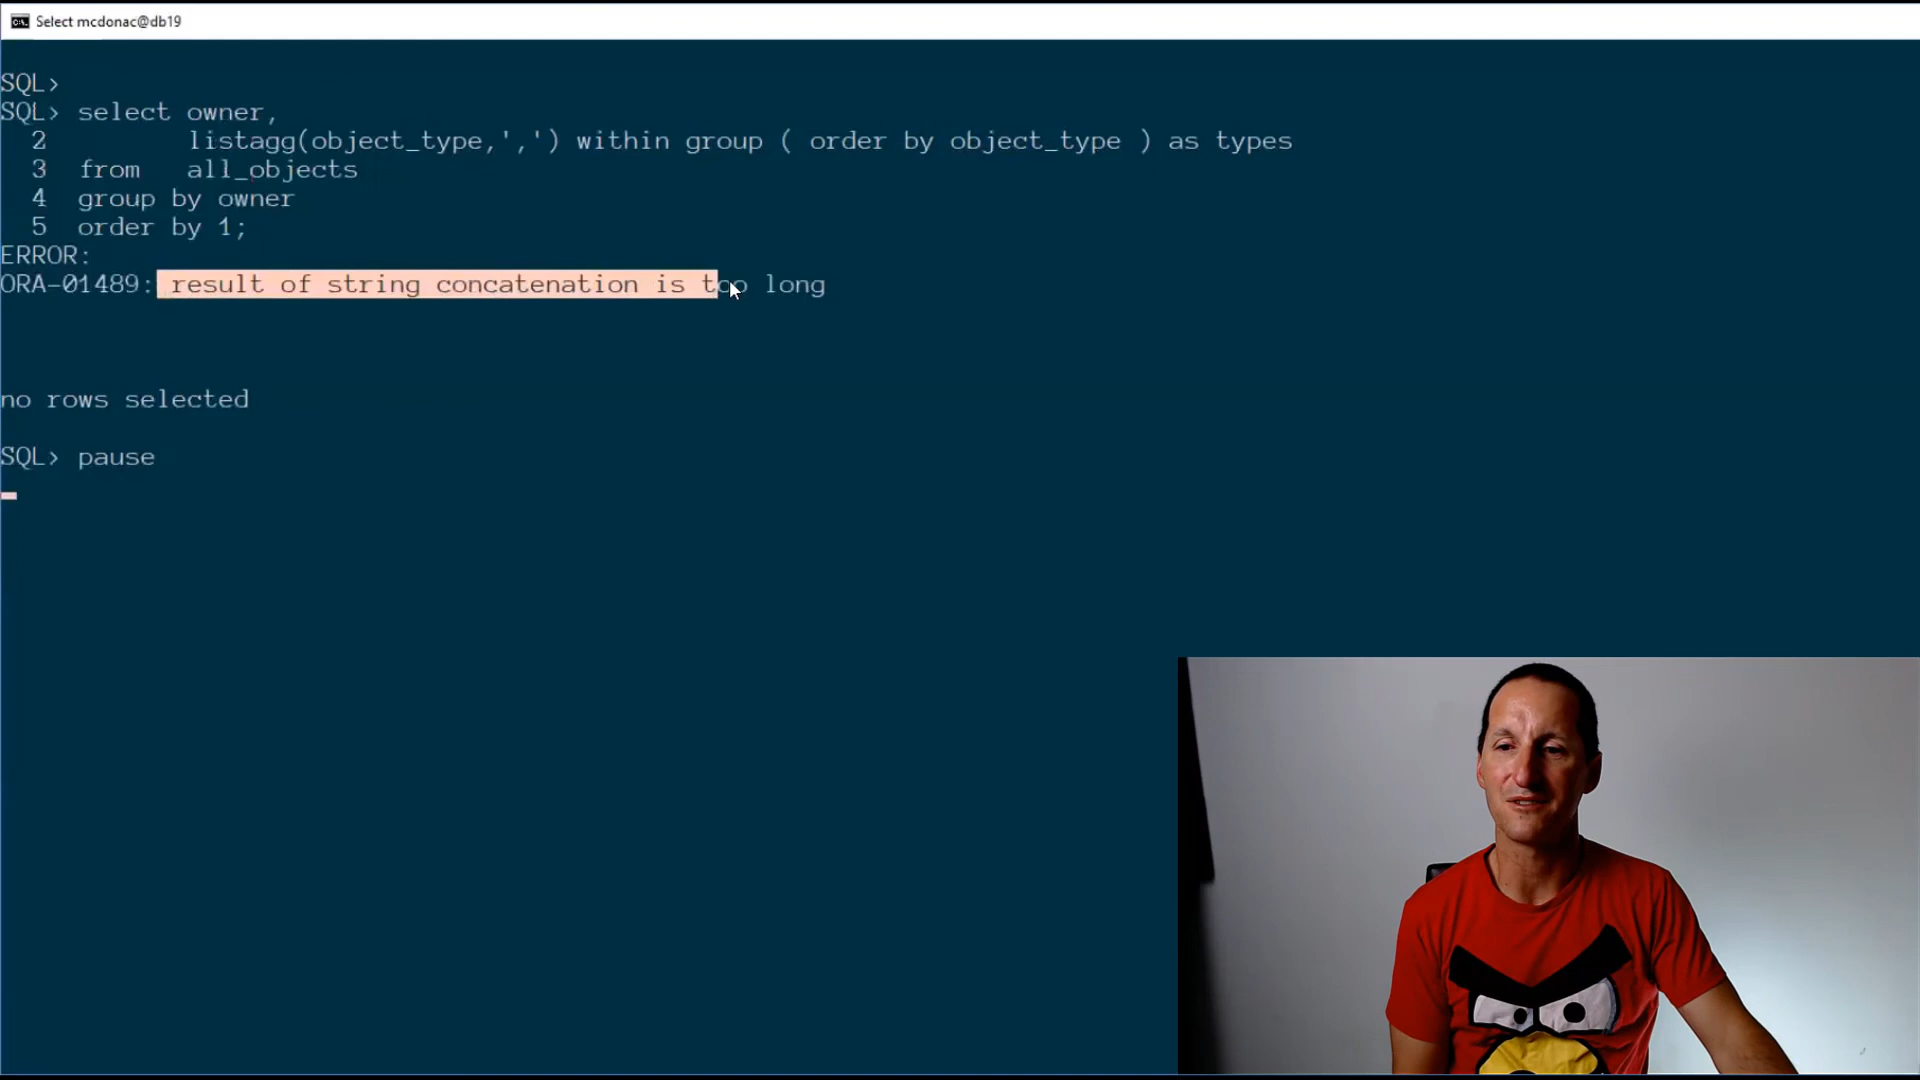 Select mcdonac@db19
SQL>
SQL> select owner,
2 listagg(object_type,',') within group ( order by object_type ) as types
3 from all_objects
4 group by owner
5 order by 1;
ERROR:
ORA-01489: result of string concatenation is too long
no rows selected
SQL> pause